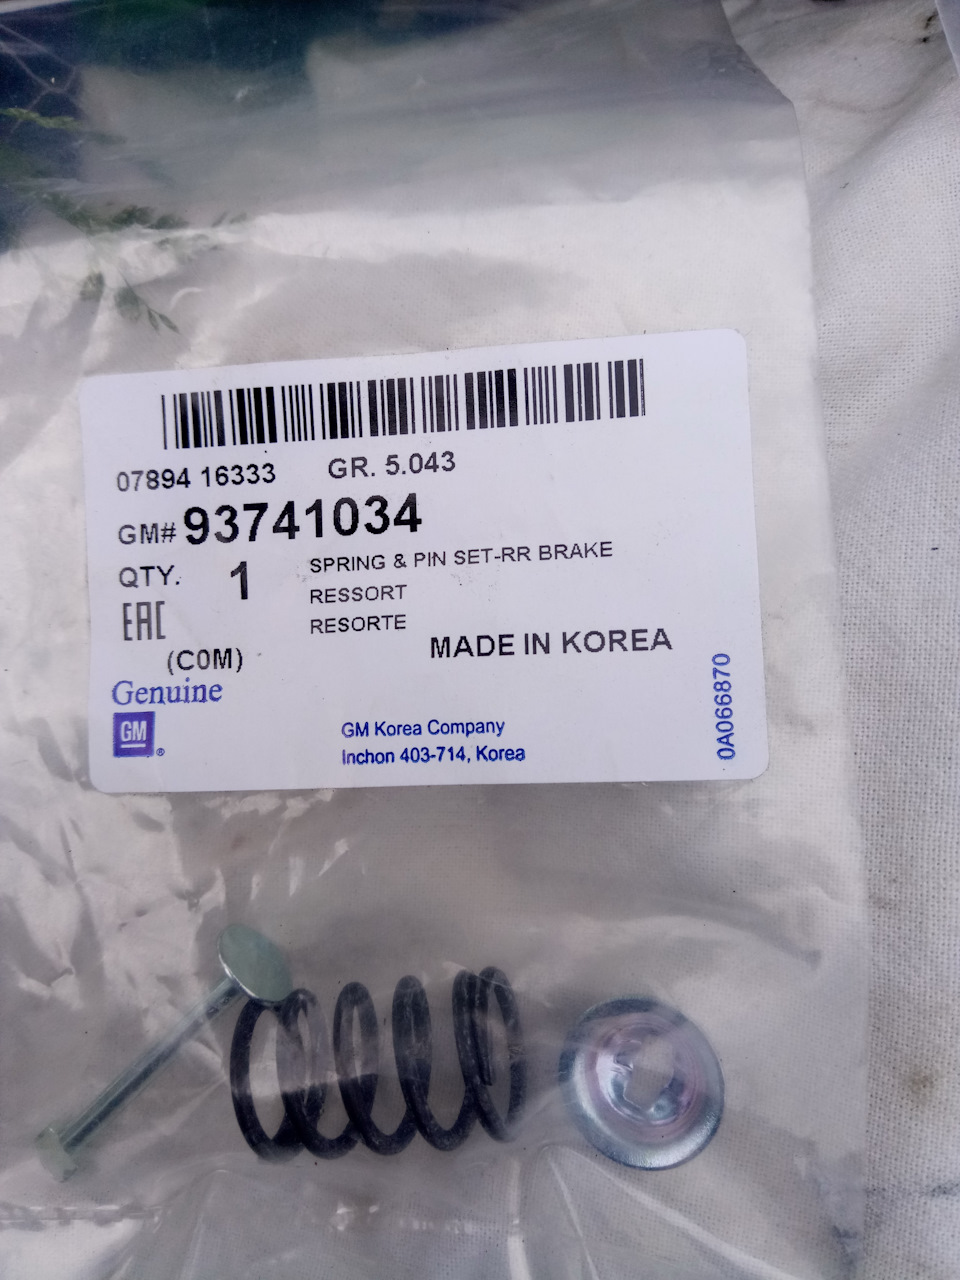 07894 16333 GR. 5.043
GM# 93741034
QTY. 1 SPRING & PIN SET-RR BRAKE
RESSORT
RESORTE
EAC
(C0M) MADE IN KOREA
Genuine
GM ®
GM Korea Company
Inchon 403-714, Korea
0A066870